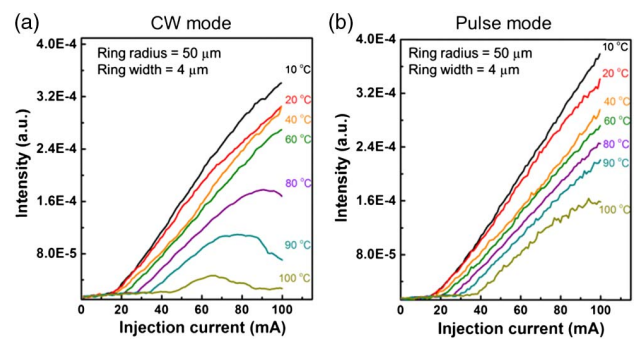 (a) CW mode
Intensity (a.u.)
4.0E-4
3.2E-4
2.4E-4
1.6E-4
8.0E-5
Ring radius = 50 μm
Ring width = 4 μm
10 °C
20 °C
40 °C
60 °C
80 °C
90 °C
100 °C
0 20 40 60 80 100
Injection current (mA)
(b) Pulse mode
Intensity (a.u.)
4.0E-4
3.2E-4
2.4E-4
1.6E-4
8.0E-5
Ring radius = 50 μm
Ring width = 4 μm
10 °C
20 °C
40 °C
60 °C
80 °C
90 °C
100 °C
0 20 40 60 80 100
Injection current (mA)